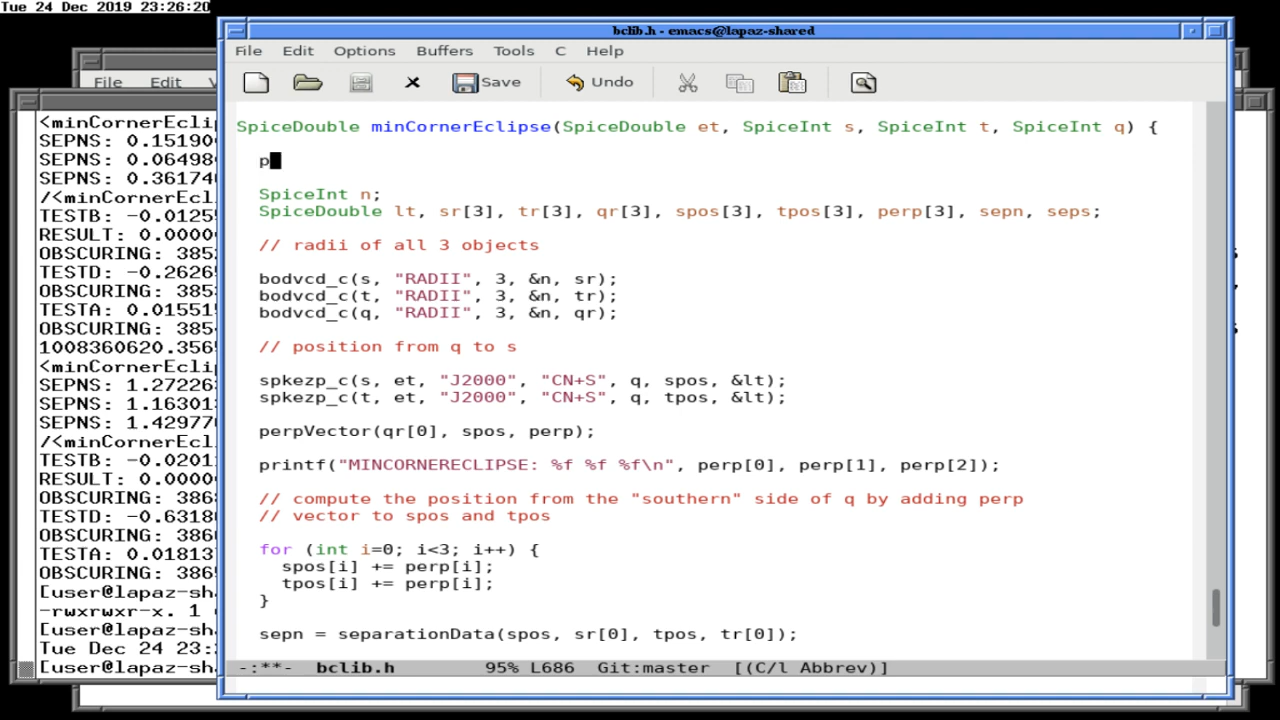 Tue 24 Dec 2019 23:26:20
bclib.h - emacs@lapaz-shared
File Edit Options Buffers Tools C Help
Save Undo
File Edit V
SpiceDouble minCornerEclipse(SpiceDouble et, SpiceInt s, SpiceInt t, SpiceInt q) {
p
SpiceInt n;
SpiceDouble lt, sr[3], tr[3], qr[3], spos[3], tpos[3], perp[3], sepn, seps;
// radii of all 3 objects
bodvcd_c(s, "RADII", 3, &n, sr);
bodvcd_c(t, "RADII", 3, &n, tr);
bodvcd_c(q, "RADII", 3, &n, qr);
// position from q to s
spkezp_c(s, et, "J2000", "CN+S", q, spos, &lt);
spkezp_c(t, et, "J2000", "CN+S", q, tpos, &lt);
perpVector(qr[0], spos, perp);
printf("MINCORNERECLIPSE: %f %f %f\n", perp[0], perp[1], perp[2]);
// compute the position from the "southern" side of q by adding perp
// vector to spos and tpos
for (int i=0; i<3; i++) {
spos[i] += perp[i];
tpos[i] += perp[i];
}
sepn = separationData(spos, sr[0], tpos, tr[0]);
-:**- bclib.h 95% L686 Git:master [(C/l Abbrev)]
<minCornerEcli
SEPNS: 0.15190
SEPNS: 0.06498
SEPNS: 0.36174
/<minCornerEcl
TESTB: -0.0125
RESULT: 0.0000
OBSCURING: 385
TESTD: -0.2626
OBSCURING: 385
TESTA: 0.01551
OBSCURING: 385
1008360620.356
<minCornerEcli
SEPNS: 1.27226
SEPNS: 1.16301
SEPNS: 1.42977
/<minCornerEcl
TESTB: -0.0201
RESULT: 0.0000
OBSCURING: 386
TESTD: -0.6318
OBSCURING: 386
TESTA: 0.01813
OBSCURING: 386
[user@lapaz-sh
-rwxrwxr-x. 1
[user@lapaz-sh
Tue Dec 24 23:
[user@lapaz-sh